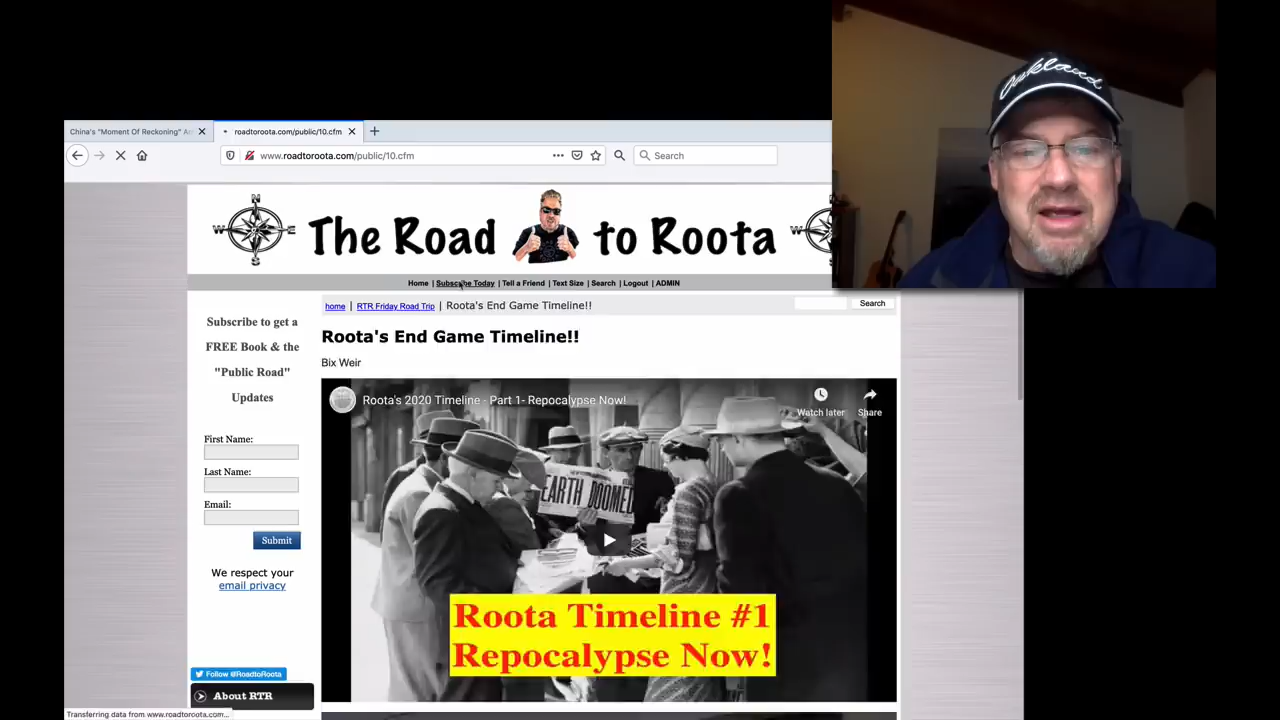 Oakland
China's "Moment Of Reckoning"
roadtoroota.com/public/10.cfm
www.roadtoroota.com/public/10.cfm
Search
N
W E
S
The Road to Roota
N
W
S
Home | Subscribe Today | Tell a Friend | Text Size | Search | Logout | ADMIN
home | RTR Friday Road Trip | Roota's End Game Timeline!!
Search
Subscribe to get a
FREE Book & the
"Public Road"
Updates
First Name:
Last Name:
Email:
Submit
We respect your
email privacy
Follow @RoadtoRoota
About RTR
Roota's End Game Timeline!!
Bix Weir
Roota's 2020 Timeline - Part 1- Repocalypse Now!
Watch later
Share
EARTH DOOMED
Roota Timeline #1
Repocalypse Now!
Transferring data from www.roadtoroota.com...